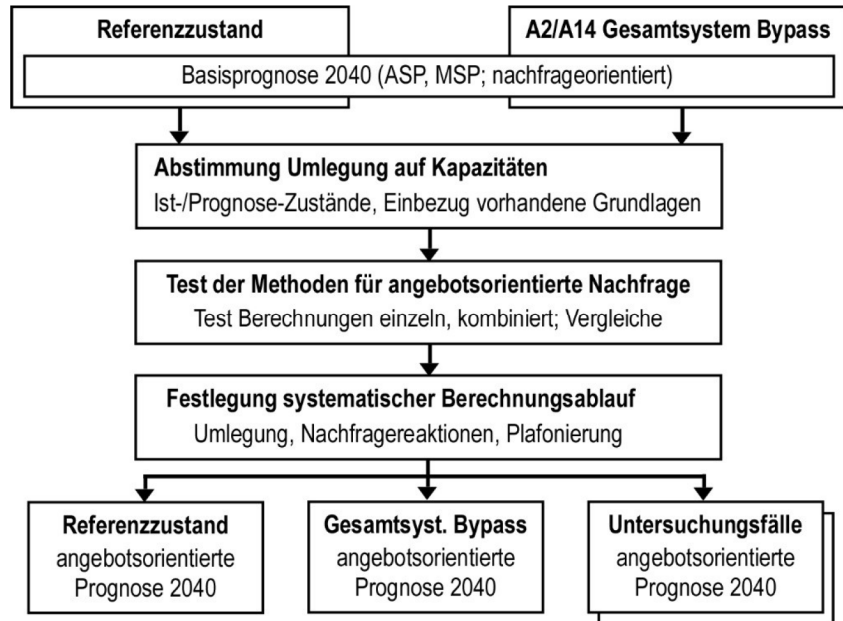 Referenzzustand
A2/A14 Gesamtsystem Bypass
Basisprognose 2040 (ASP, MSP; nachfrageorientiert)
Abstimmung Umlegung auf Kapazitäten
Ist-/Prognose-Zustände, Einbezug vorhandene Grundlagen
Test der Methoden für angebotsorientierte Nachfrage
Test Berechnungen einzeln, kombiniert; Vergleiche
Festlegung systematischer Berechnungsablauf
Umlegung, Nachfragereaktionen, Plafonierung
Referenzzustand
angebotsorientierte
Prognose 2040
Gesamtsyst. Bypass
angebotsorientierte
Prognose 2040
Untersuchungsfälle
angebotsorientierte
Prognose 2040